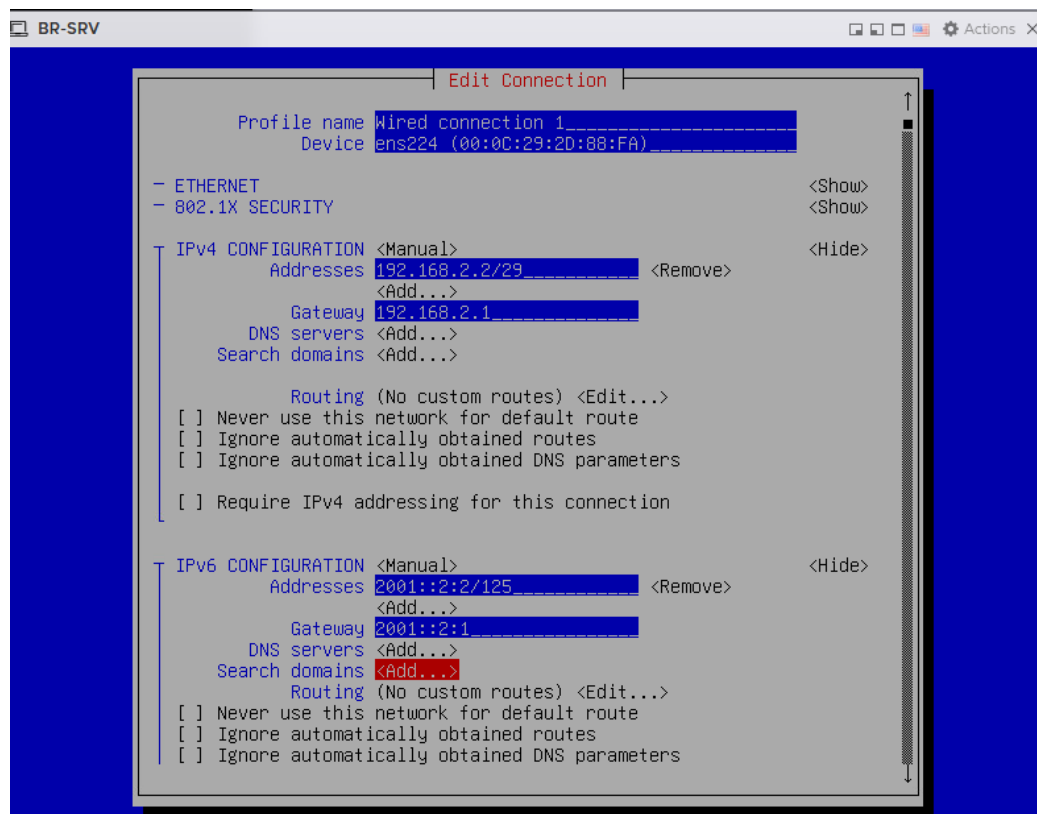 BR-SRV Actions
Edit Connection
Profile name Wired connection 1
Device ens224 (00:0C:29:2D:88:FA)
ETHERNET <Show>
802.1X SECURITY <Show>
IPv4 CONFIGURATION <Manual> <Hide>
Addresses 192.168.2.2/29 <Remove>
<Add...>
Gateway 192.168.2.1
DNS servers <Add...>
Search domains <Add...>
Routing (No custom routes) <Edit...>
[ ] Never use this network for default route
[ ] Ignore automatically obtained routes
[ ] Ignore automatically obtained DNS parameters
[ ] Require IPv4 addressing for this connection
IPv6 CONFIGURATION <Manual> <Hide>
Addresses 2001::2:2/125 <Remove>
<Add...>
Gateway 2001::2:1
DNS servers <Add...>
Search domains <Add...>
Routing (No custom routes) <Edit...>
[ ] Never use this network for default route
[ ] Ignore automatically obtained routes
[ ] Ignore automatically obtained DNS parameters